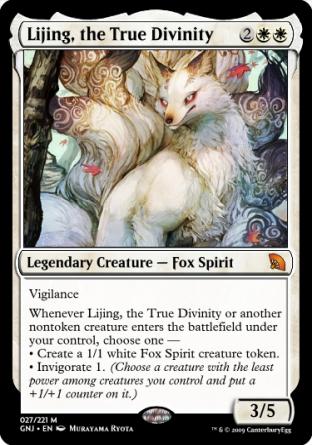 Lijing, the True Divinity 2
Legendary Creature — Fox Spirit
Vigilance
Whenever Lijing, the True Divinity or another
nontoken creature enters the battlefield under
your control, choose one —
• Create a 1/1 white Fox Spirit creature token.
• Invigorate 1. (Choose a creature with the least
power among creatures you control and put a
+1/+1 counter on it.)
3/5
027/221 M
GNJ • EN MURAYAMA RYOTA
™ & © 2019 CanterburyEgg